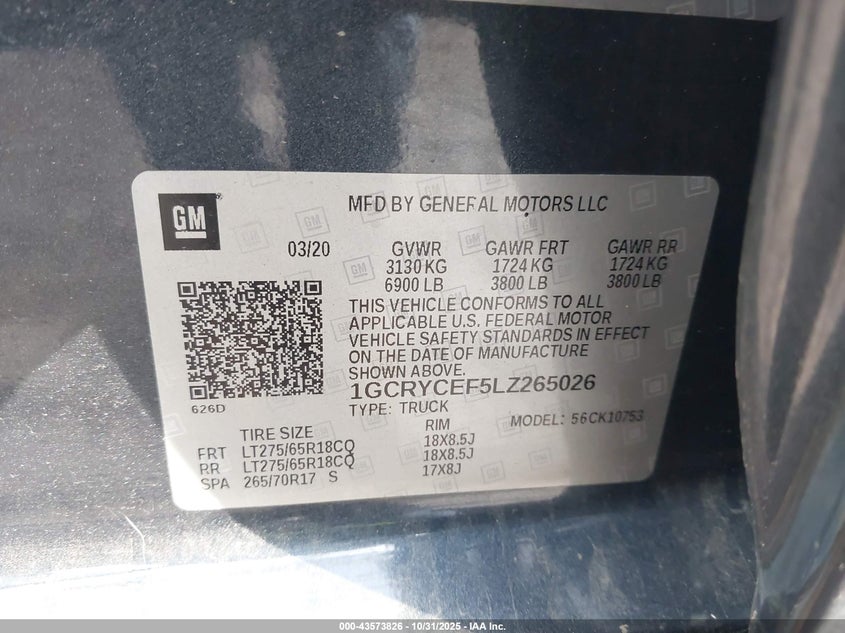 GM
MFD BY GENERAL MOTORS LLC
03/20 GVWR GAWR FRT GAWR RR
3130 KG 1724 KG 1724 KG
6900 LB 3800 LB 3800 LB
THIS VEHICLE CONFORMS TO ALL
APPLICABLE U.S. FEDERAL MOTOR
VEHICLE SAFETY STANDARDS IN EFFECT
ON THE DATE OF MANUFACTURE
SHOWN ABOVE.
1GCRYCEF5LZ265026
626D
TYPE: TRUCK MODEL: 56CK10753
TIRE SIZE RIM
FRT LT275/65R18CQ 18X8.5J
RR LT275/65R18CQ 18X8.5J
SPA 265/70R17 S 17X8J
000-43573826 - 10/31/2025 - IAA Inc.